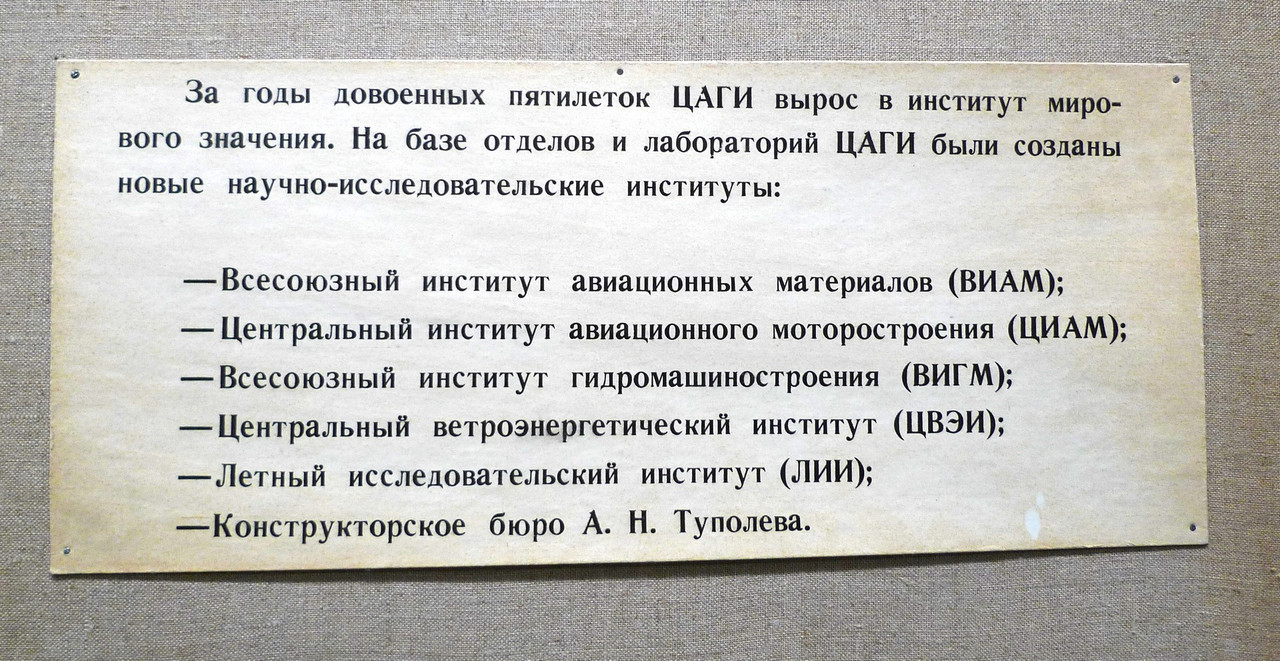 За годы довоенных пятилеток ЦАГИ вырос в институт миро-
вого значения. На базе отделов и лабораторий ЦАГИ были созданы
новые научно-исследовательские институты:
—Всесоюзный институт авиационных материалов (ВИАМ);
—Центральный институт авиационного моторостроения (ЦИАМ);
—Всесоюзный институт гидромашиностроения (ВИГМ);
—Центральный ветроэнергетический институт (ЦВЭИ);
—Летный исследовательский институт (ЛИИ);
—Конструкторское бюро А. Н. Туполева.